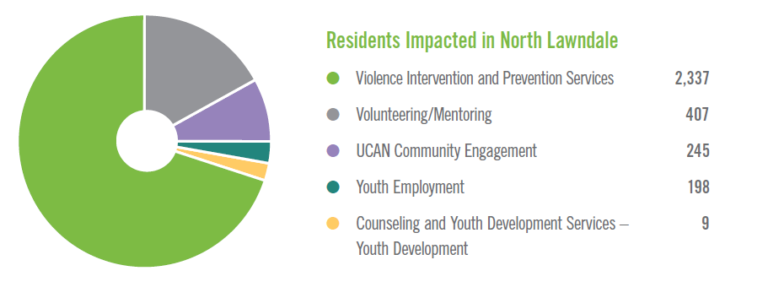 Residents Impacted in North Lawndale
Violence Intervention and Prevention Services 2,337
Volunteering/Mentoring 407
UCAN Community Engagement 245
Youth Employment 198
Counseling and Youth Development Services – 9
Youth Development